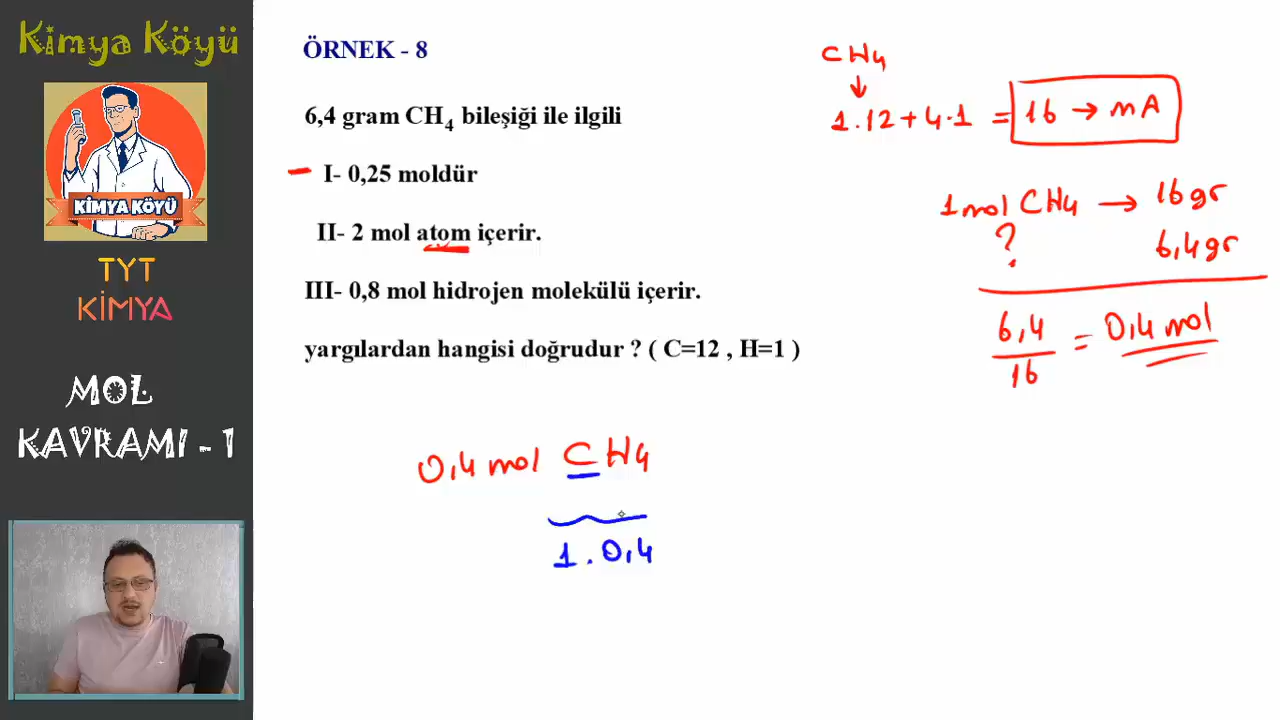 Kimya Köyü
KİMYA KÖYÜ
TYT
KİMYA
MOL
KAVRAMI - 1
ÖRNEK - 8
6,4 gram CH₄ bileşiği ile ilgili
I- 0,25 moldür
II- 2 mol atom içerir.
III- 0,8 mol hidrojen molekülü içerir.
yargılardan hangisi doğrudur ? ( C=12 , H=1 )
CH₄
↓
1.12+4.1 = 16 → mA
1mol CH₄ → 16gr
? 6,4gr
6,4
16
= 0,4 mol
0,4 mol CH₄
1.0,4